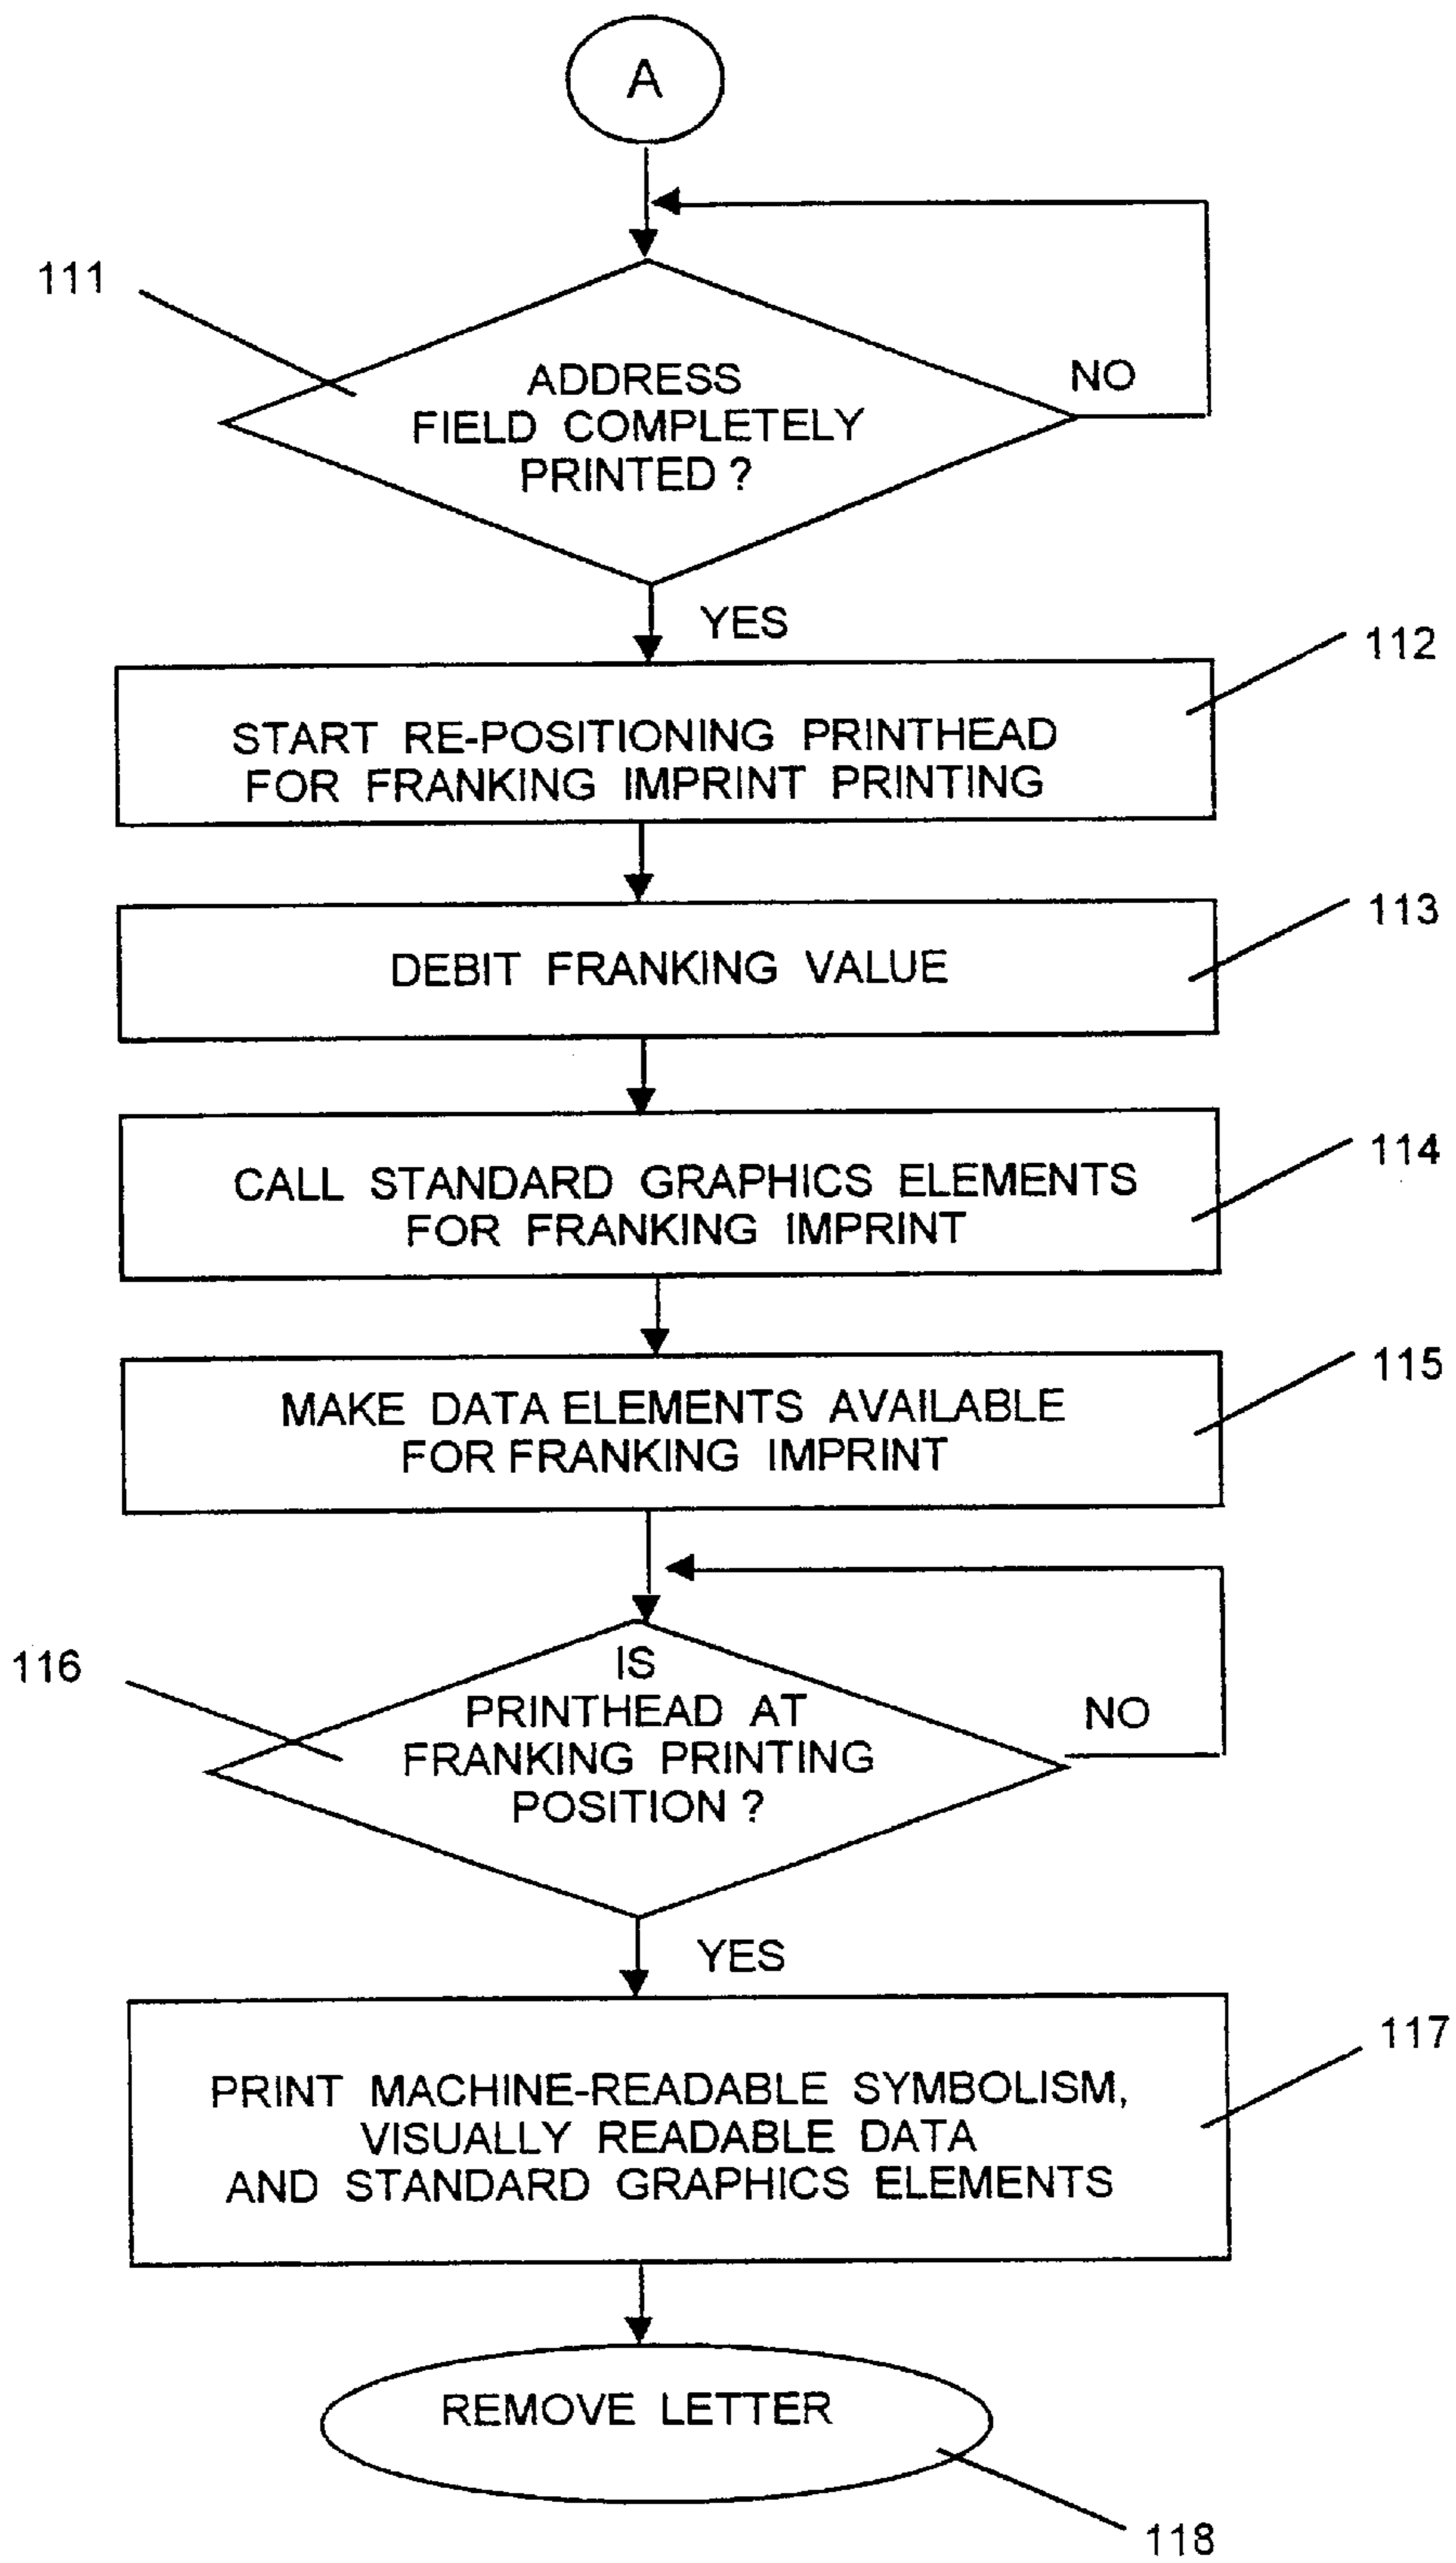 A
111
ADDRESS
FIELD COMPLETELY
PRINTED ?
NO
YES
112
START RE-POSITIONING PRINTHEAD
FOR FRANKING IMPRINT PRINTING
113
DEBIT FRANKING VALUE
114
CALL STANDARD GRAPHICS ELEMENTS
FOR FRANKING IMPRINT
115
MAKE DATA ELEMENTS AVAILABLE
FOR FRANKING IMPRINT
116
IS
PRINTHEAD AT
FRANKING PRINTING
POSITION ?
NO
YES
117
PRINT MACHINE-READABLE SYMBOLISM,
VISUALLY READABLE DATA
AND STANDARD GRAPHICS ELEMENTS
REMOVE LETTER
118